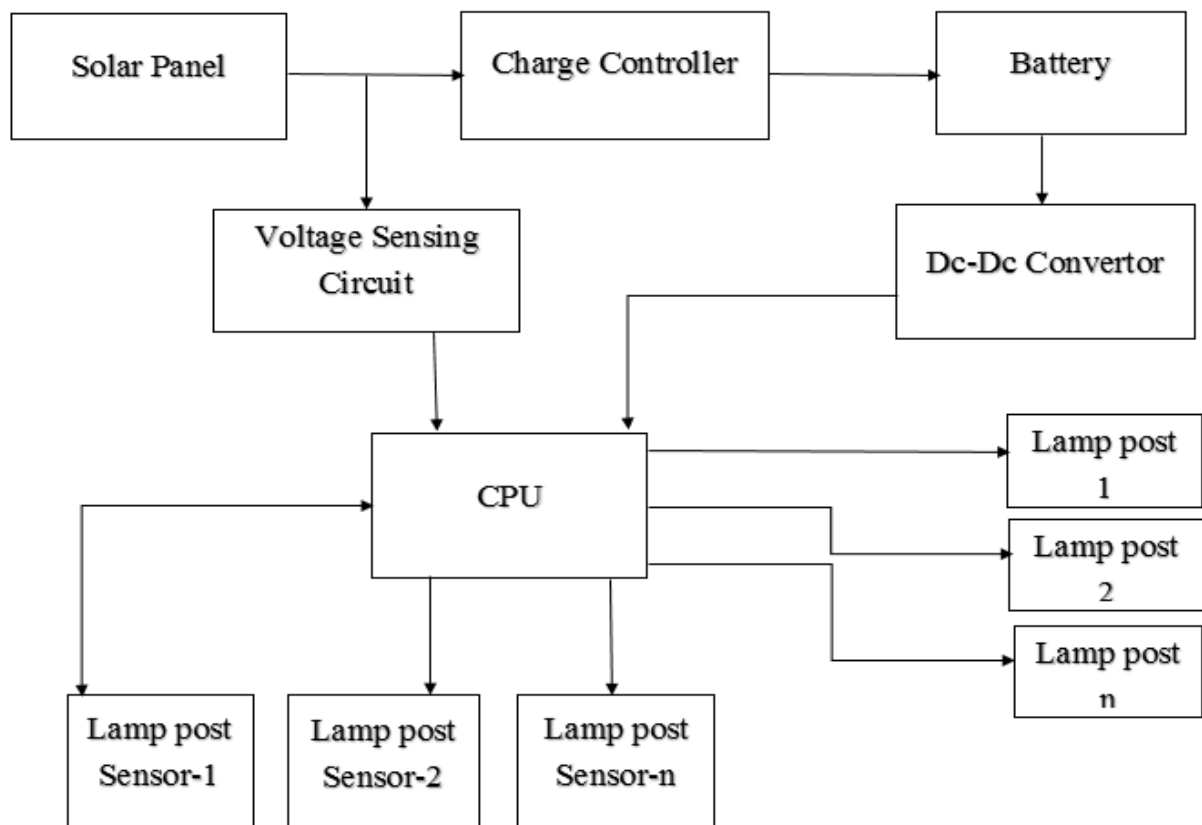 Solar Panel
Charge Controller
Battery
Voltage Sensing
Circuit
Dc-Dc Convertor
CPU
Lamp post
1
Lamp post
2
Lamp post
n
Lamp post
Sensor-1
Lamp post
Sensor-2
Lamp post
Sensor-n